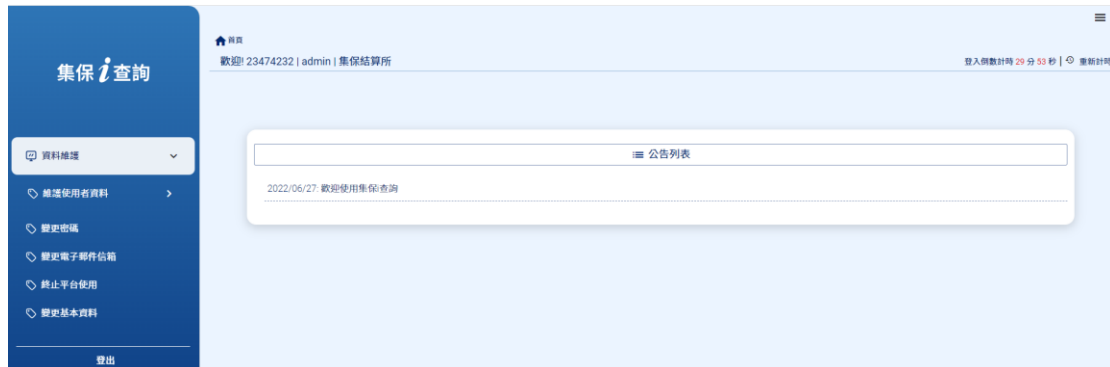 集保i查詢
資料維護
維護使用者資料
變更密碼
變更電子郵件信箱
終止平台使用
變更基本資料
登出
首頁
歡迎! 23474232 | admin | 集保結算所
登入倒數計時 29 分 53 秒 | 重新計時
公告列表
2022/06/27: 歡迎使用集保i查詢